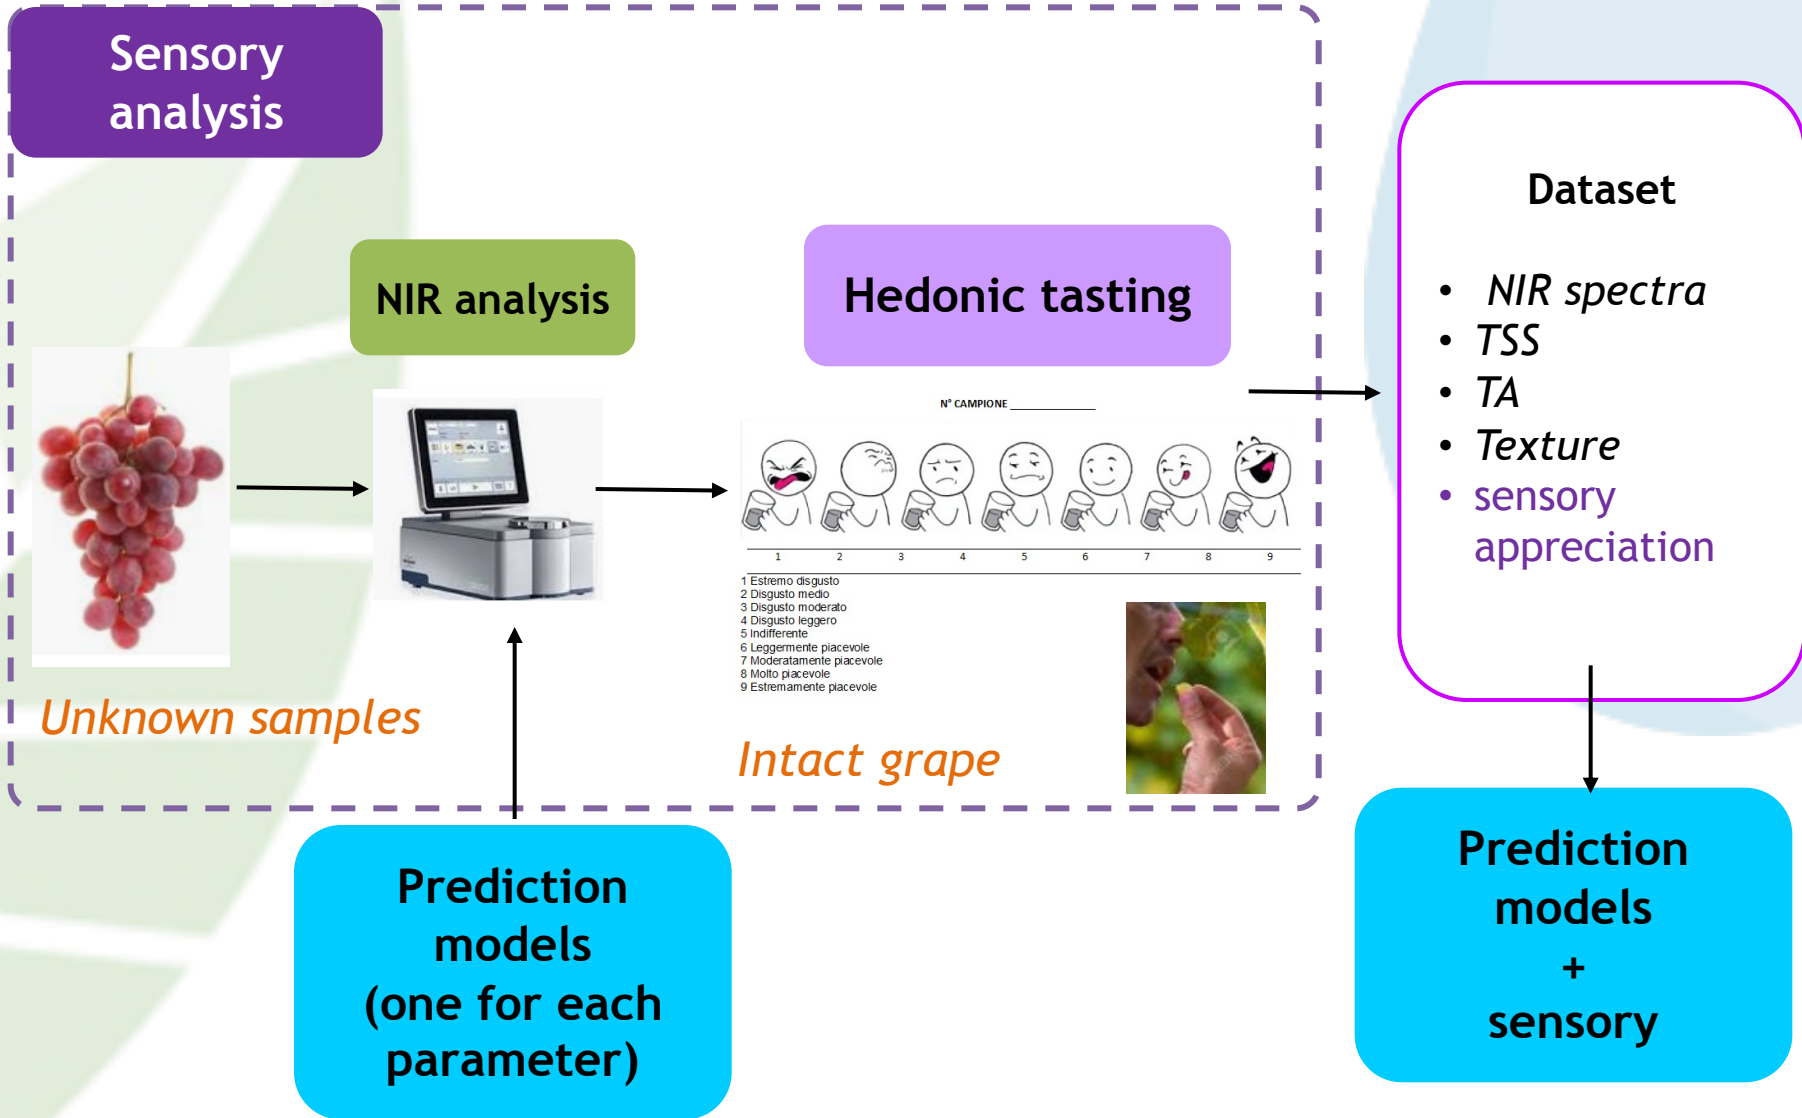 Sensory
analysis
NIR analysis
Hedonic tasting
N° CAMPIONE _______________
1 2 3 4 5 6 7 8 9
1 Estremo disgusto
2 Disgusto medio
3 Disgusto moderato
4 Disgusto leggero
5 Indifferente
6 Leggermente piacevole
7 Moderatamente piacevole
8 Molto piacevole
9 Estremamente piacevole
Unknown samples
Intact grape
Prediction
models
(one for each
parameter)
Dataset
• NIR spectra
• TSS
• TA
• Texture
• sensory
appreciation
Prediction
models
+
sensory